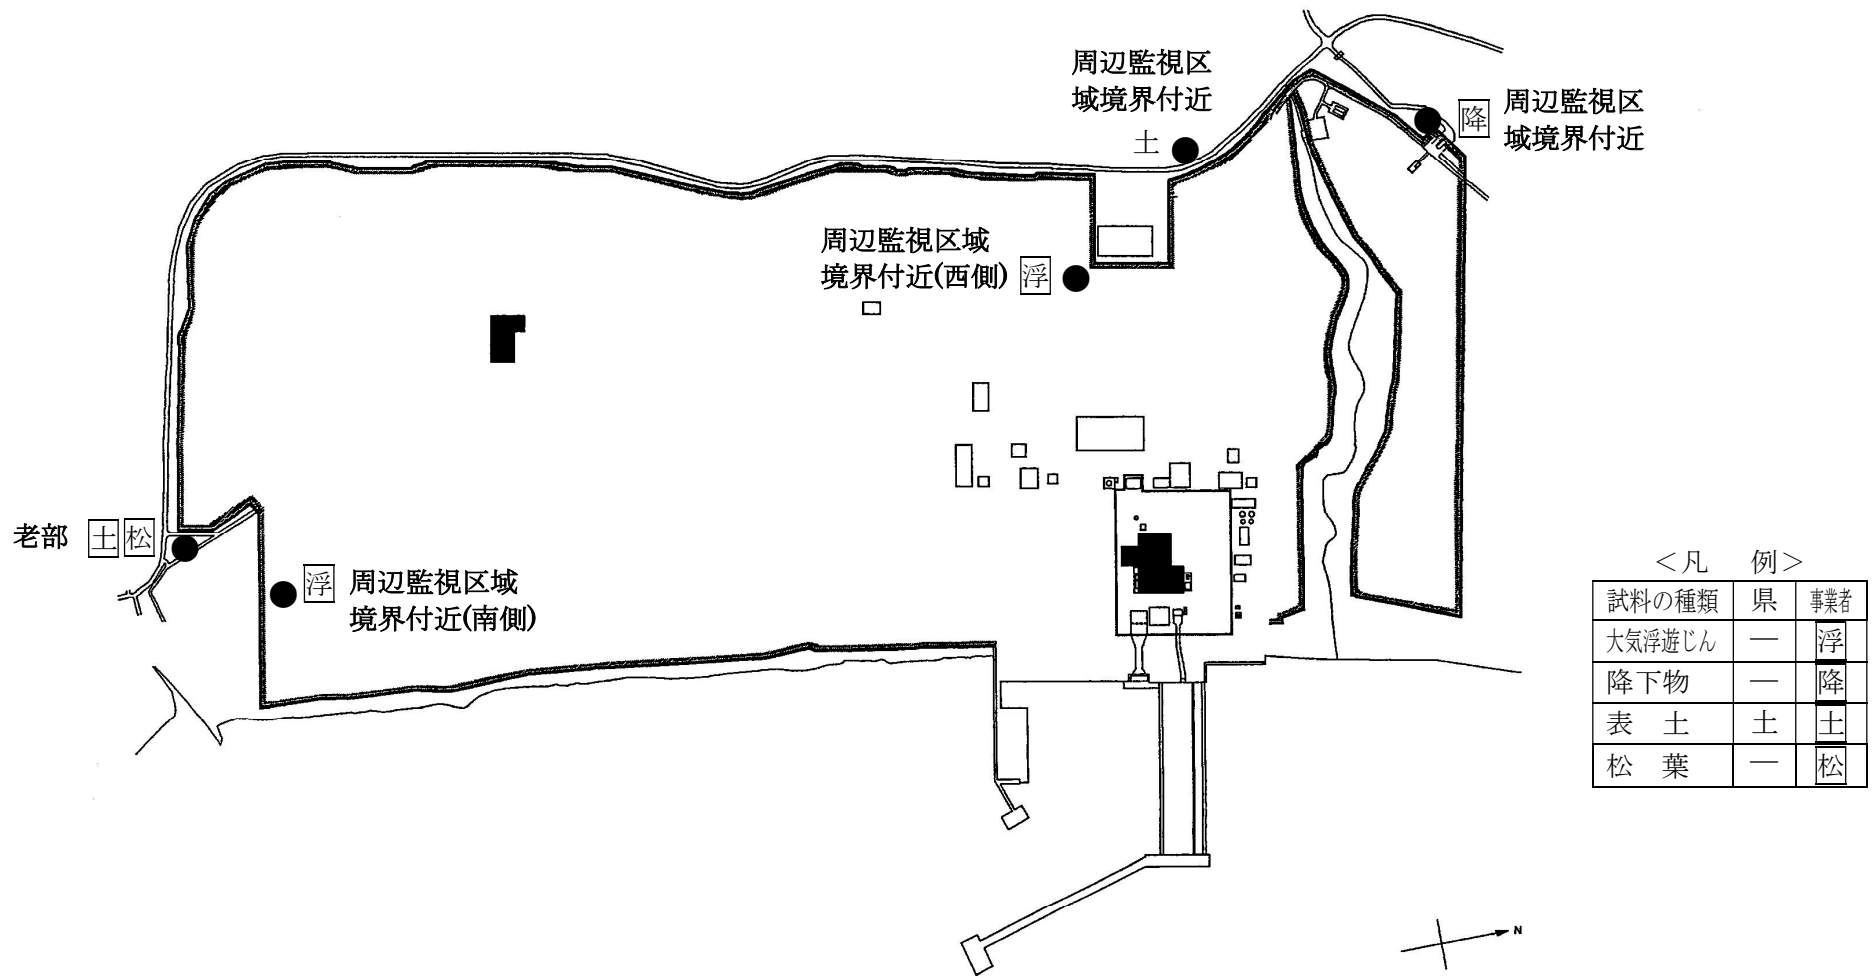 周辺監視区
域境界付近
土
降
周辺監視区
域境界付近
周辺監視区域
境界付近(西側) 浮
老部 土 松
浮 周辺監視区域
境界付近(南側)
＜凡 例＞
試料の種類 県 事業者
大気浮遊じん ― 浮
降下物 ― 降
表 土 土 土
松 葉 ― 松
N